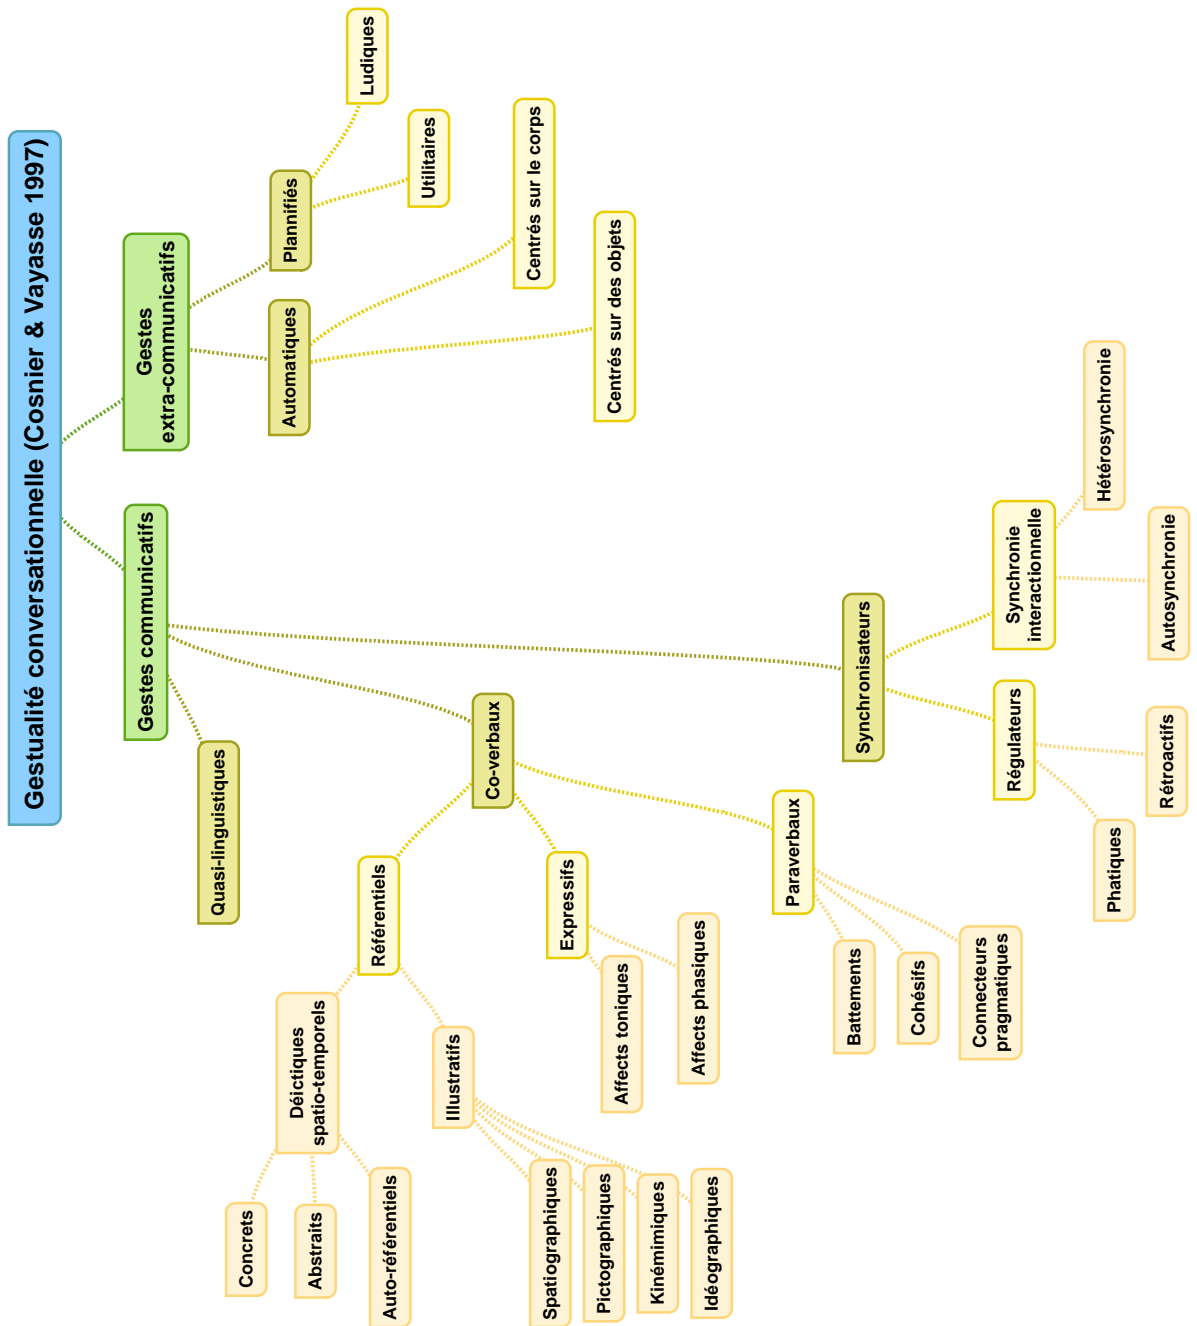 Gestualité conversationnelle (Cosnier & Vayasse 1997)
Gestes communicatifs
Quasi-linguistiques
Co-verbaux
Référentiels
Déictiques
spatio-temporels
Concrets
Abstraits
Auto-référentiels
Illustratifs
Spatiographiques
Pictographiques
Kinémimiques
Idéographiques
Expressifs
Affects toniques
Affects phasiques
Paraverbaux
Battements
Cohésifs
Connecteurs
pragmatiques
Synchronisateurs
Régulateurs
Phatiques
Rétroactifs
Synchronie
interactionnelle
Autosynchronie
Hétérosynchronie
Gestes
extra-communicatifs
Automatiques
Centrés sur des objets
Centrés sur le corps
Plannifiés
Utilitaires
Ludiques